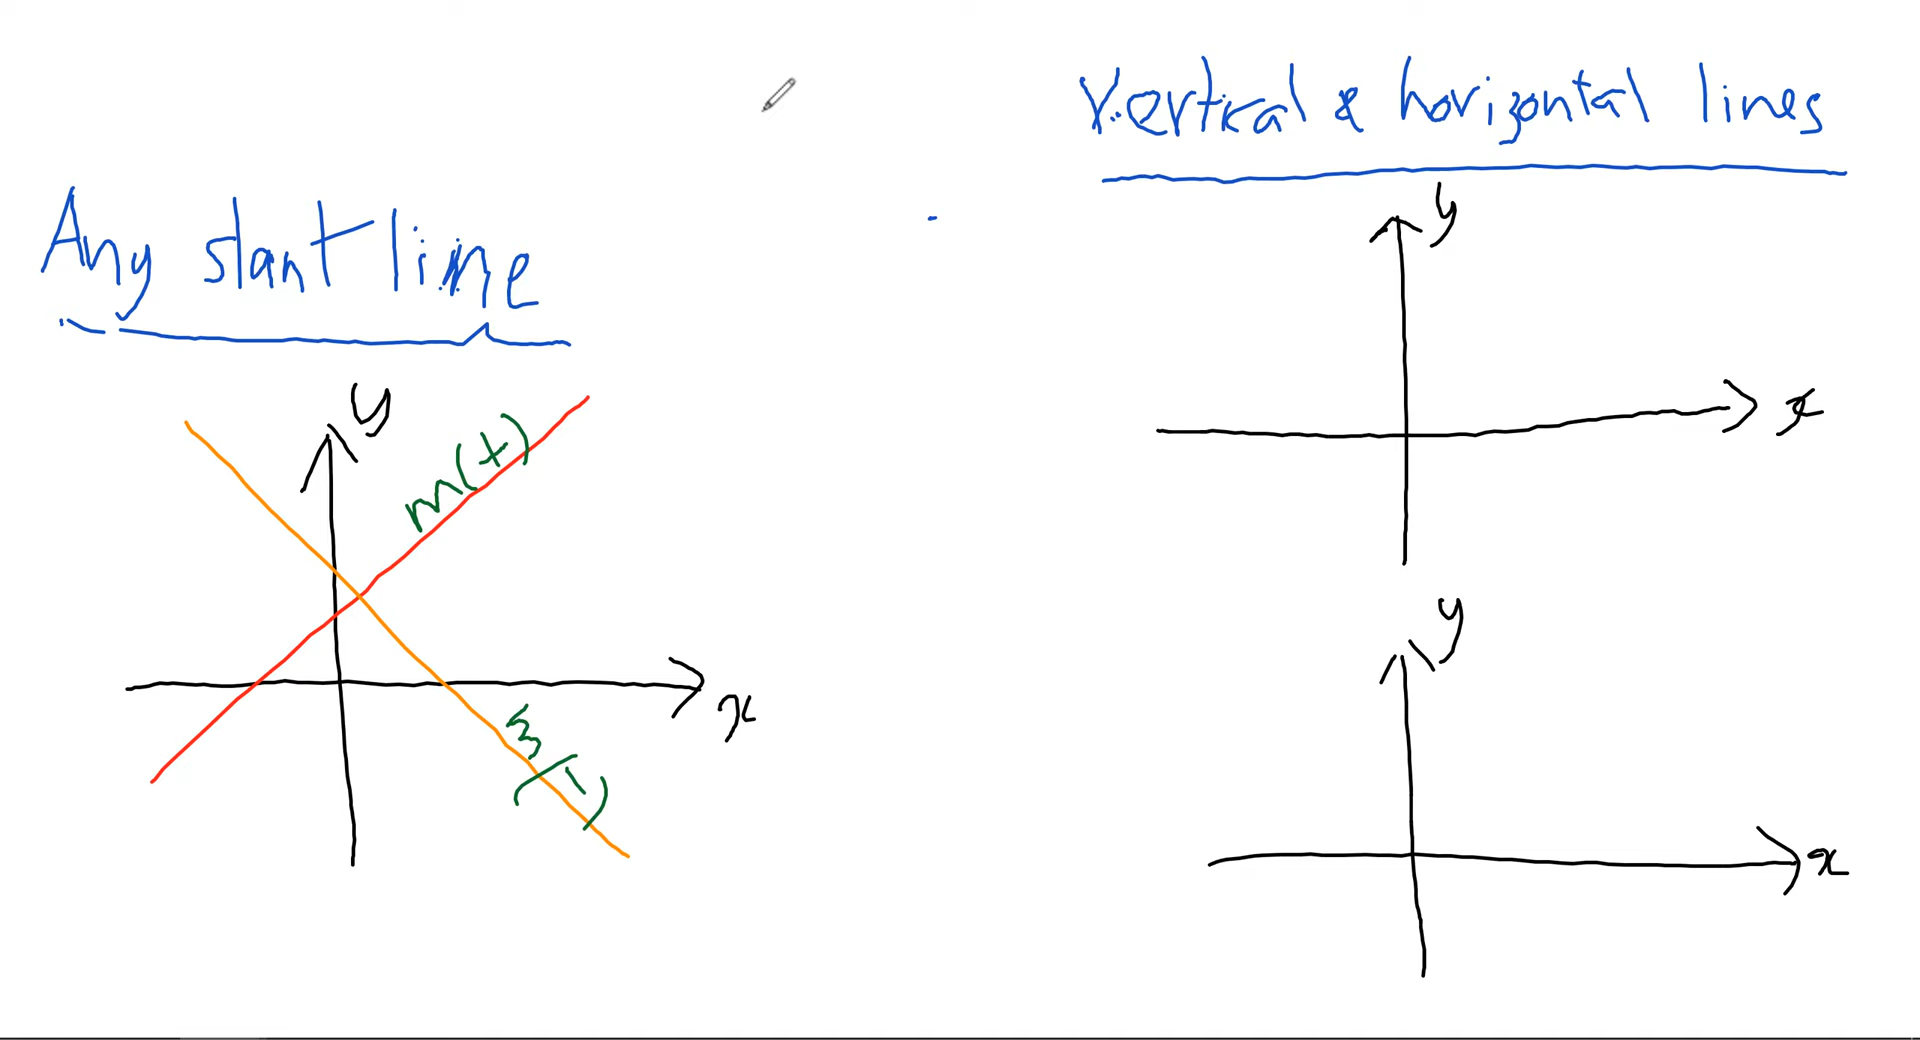 Vertical & horizontal lines
Any slant line
y
m(+)
x
m(-)
y
x
y
x